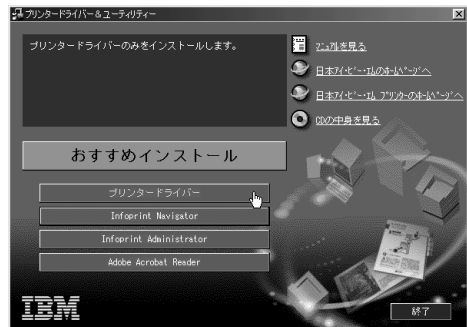 プリンタードライバー&ユーティリティー
プリンタードライバーのみをインストールします。
マニュアルを見る
日本アイ・ビー・エムのホームページへ
日本アイ・ビー・エム プリンターのホームページへ
CDの中身を見る
おすすめインストール
プリンタードライバー
Infoprint Navigator
Infoprint Administrator
Adobe Acrobat Reader
IBM
終了